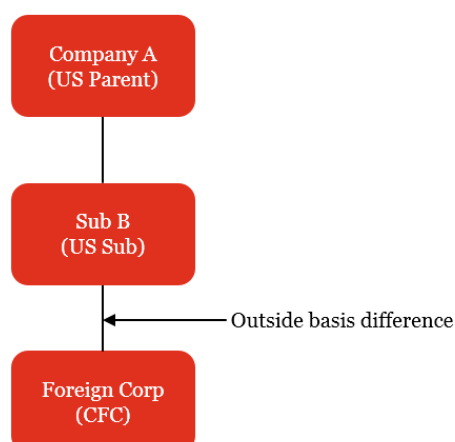 Company A
(US Parent)
Sub B
(US Sub)
Outside basis difference
Foreign Corp
(CFC)